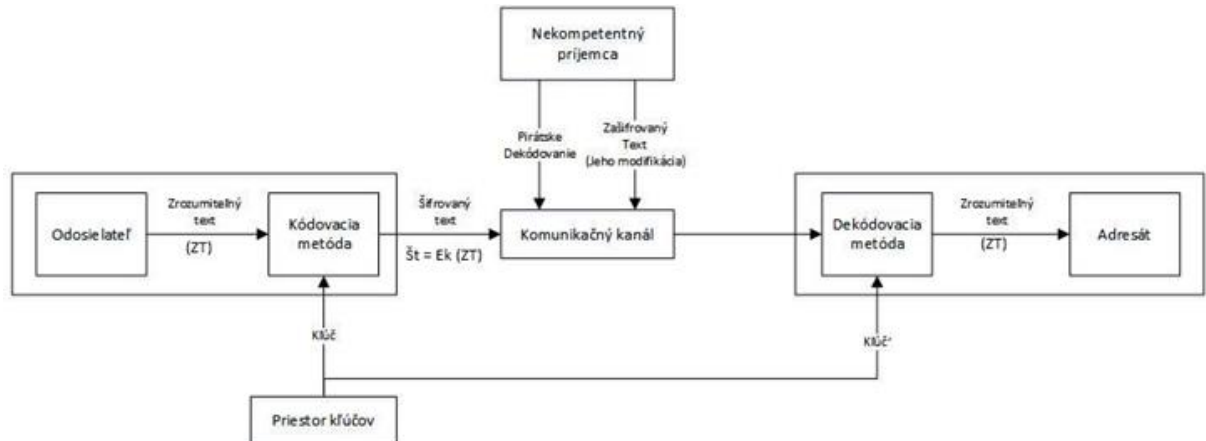 Nekompetentný
príjemca
Pirátske
Dekódovanie
Zašifrovaný
Text
(Jeho modifikácia)
Odosielateľ
Zrozumiteľný
text
(ZT)
Kódovacia
metóda
Šifrovaný
text
Št = Ek (ZT)
Komunikačný kanál
Dekódovacia
metóda
Zrozumiteľný
text
(ZT)
Adresát
Kľúč
Kľúč'
Priestor kľúčov